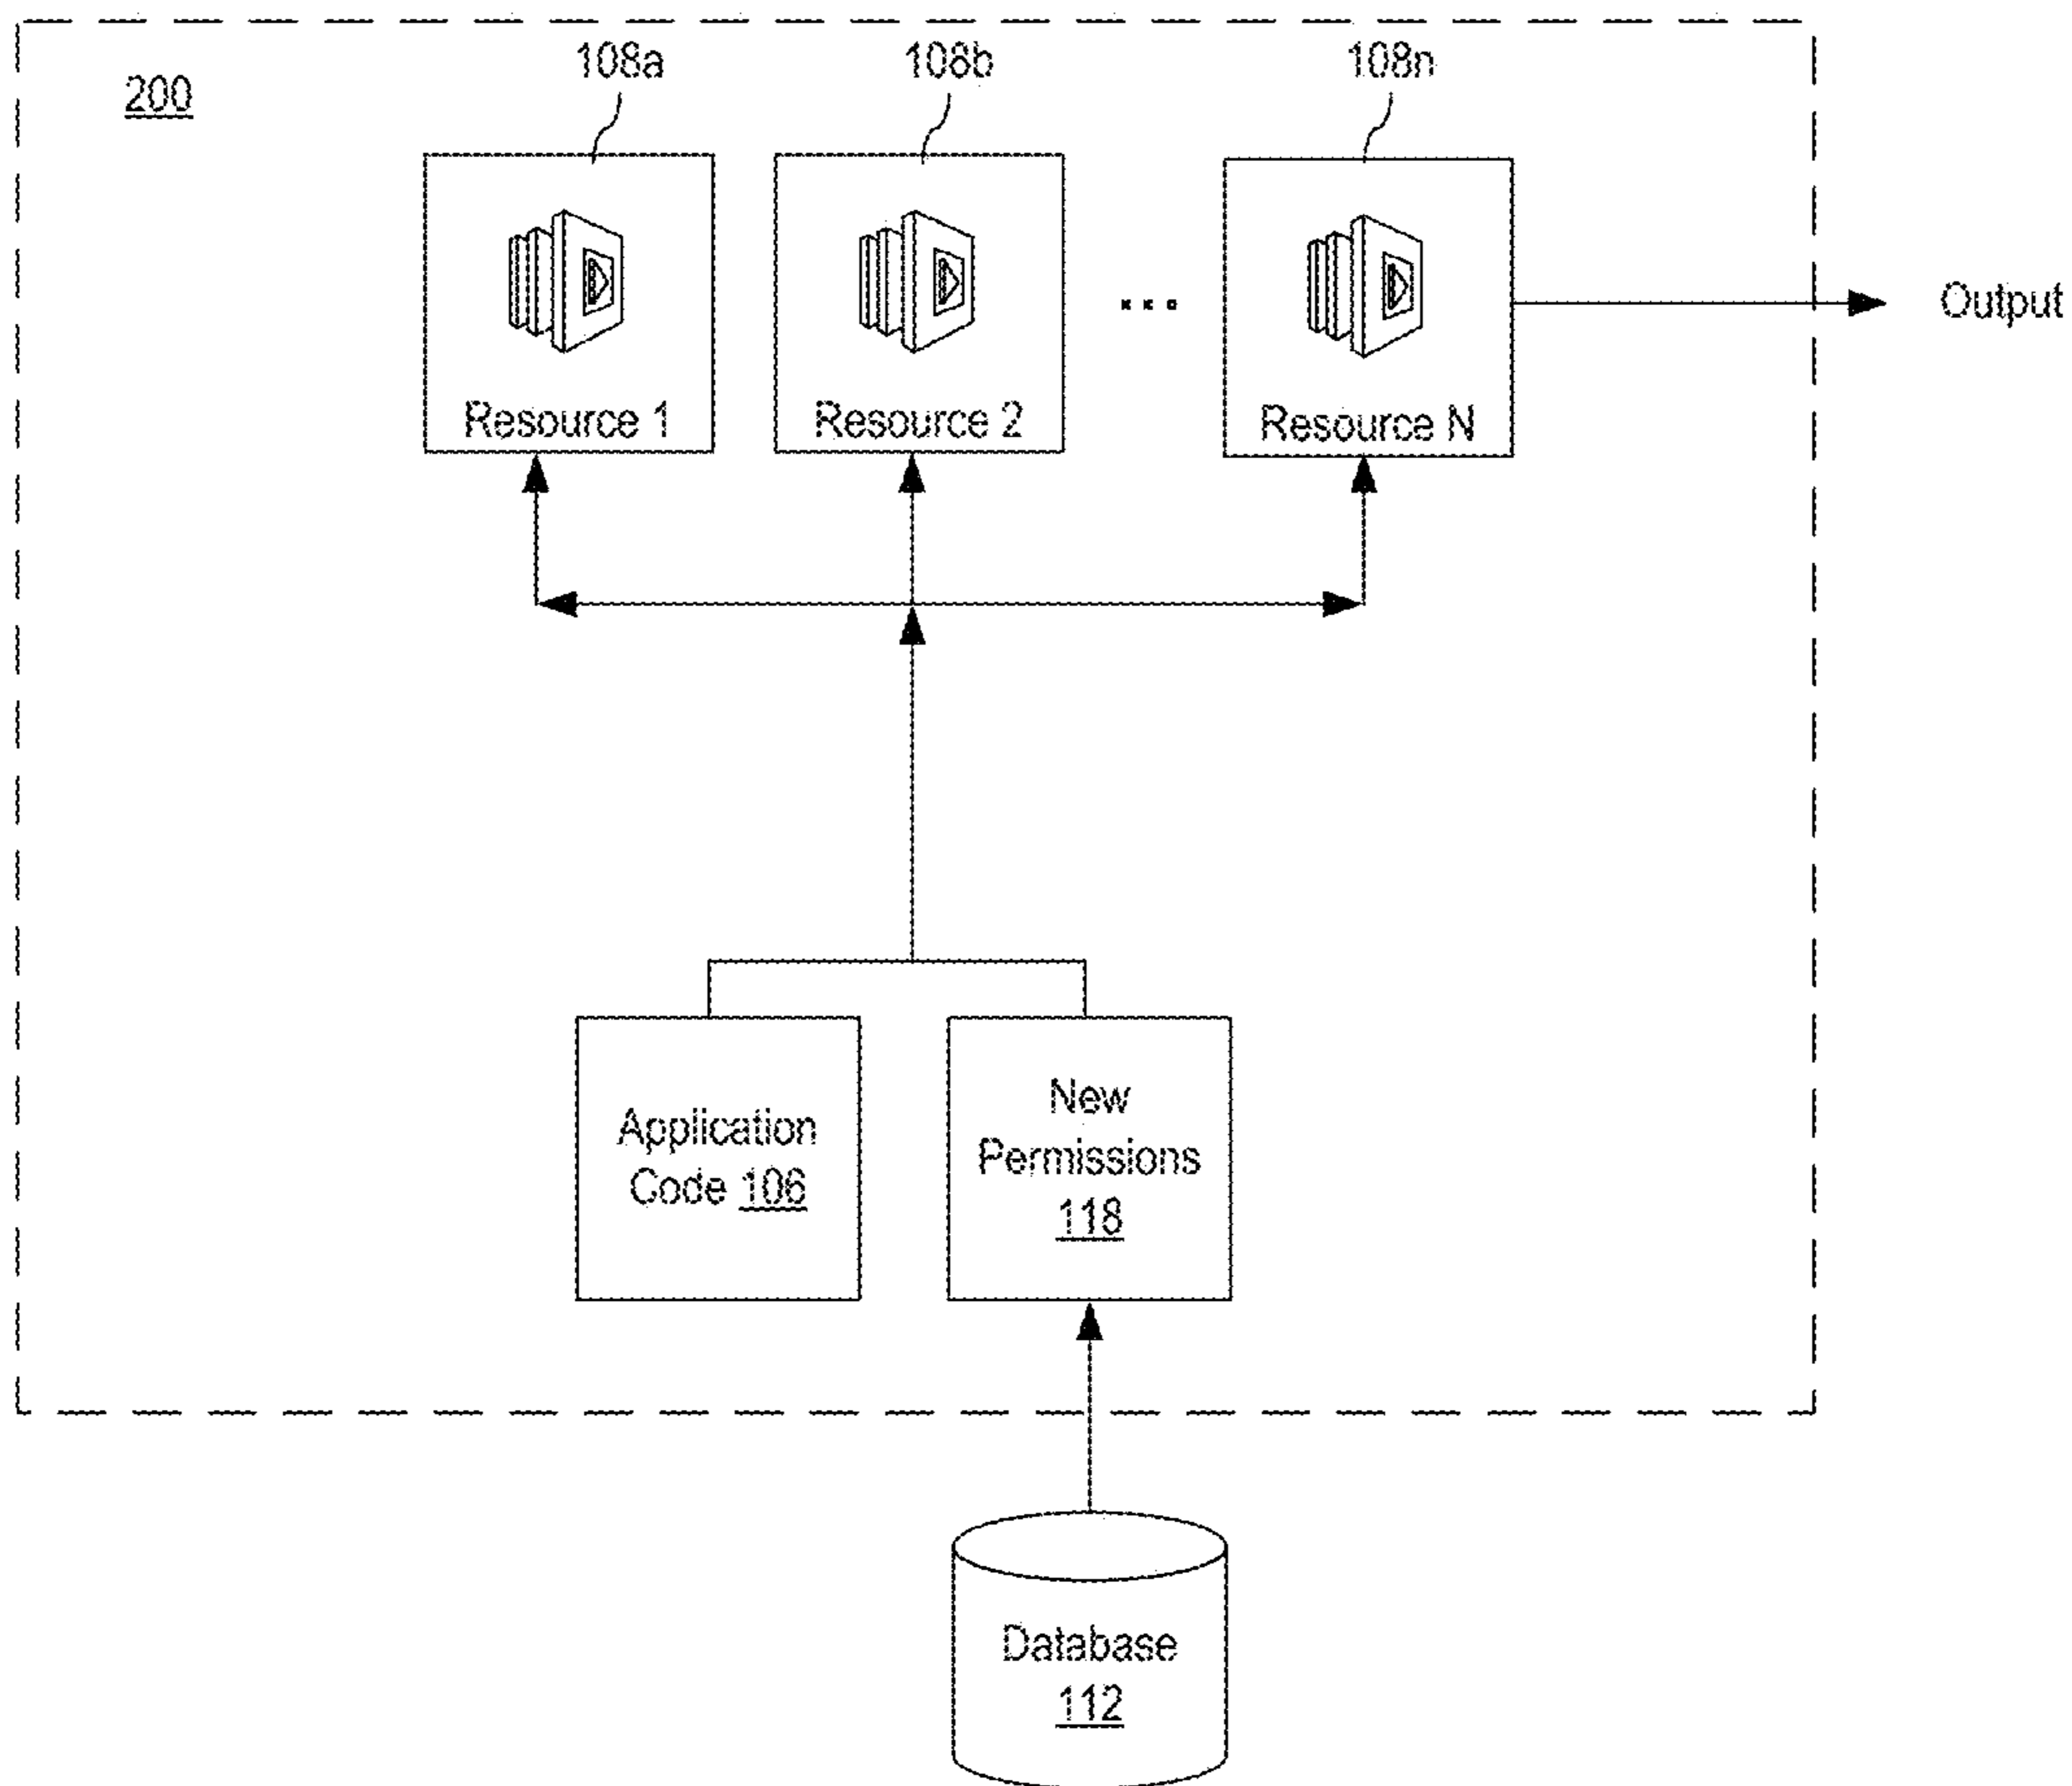 200
108a
108b
108n
Resource 1
Resource 2
...
Resource N
Output
Application
Code 106
New
Permissions
118
Database
112